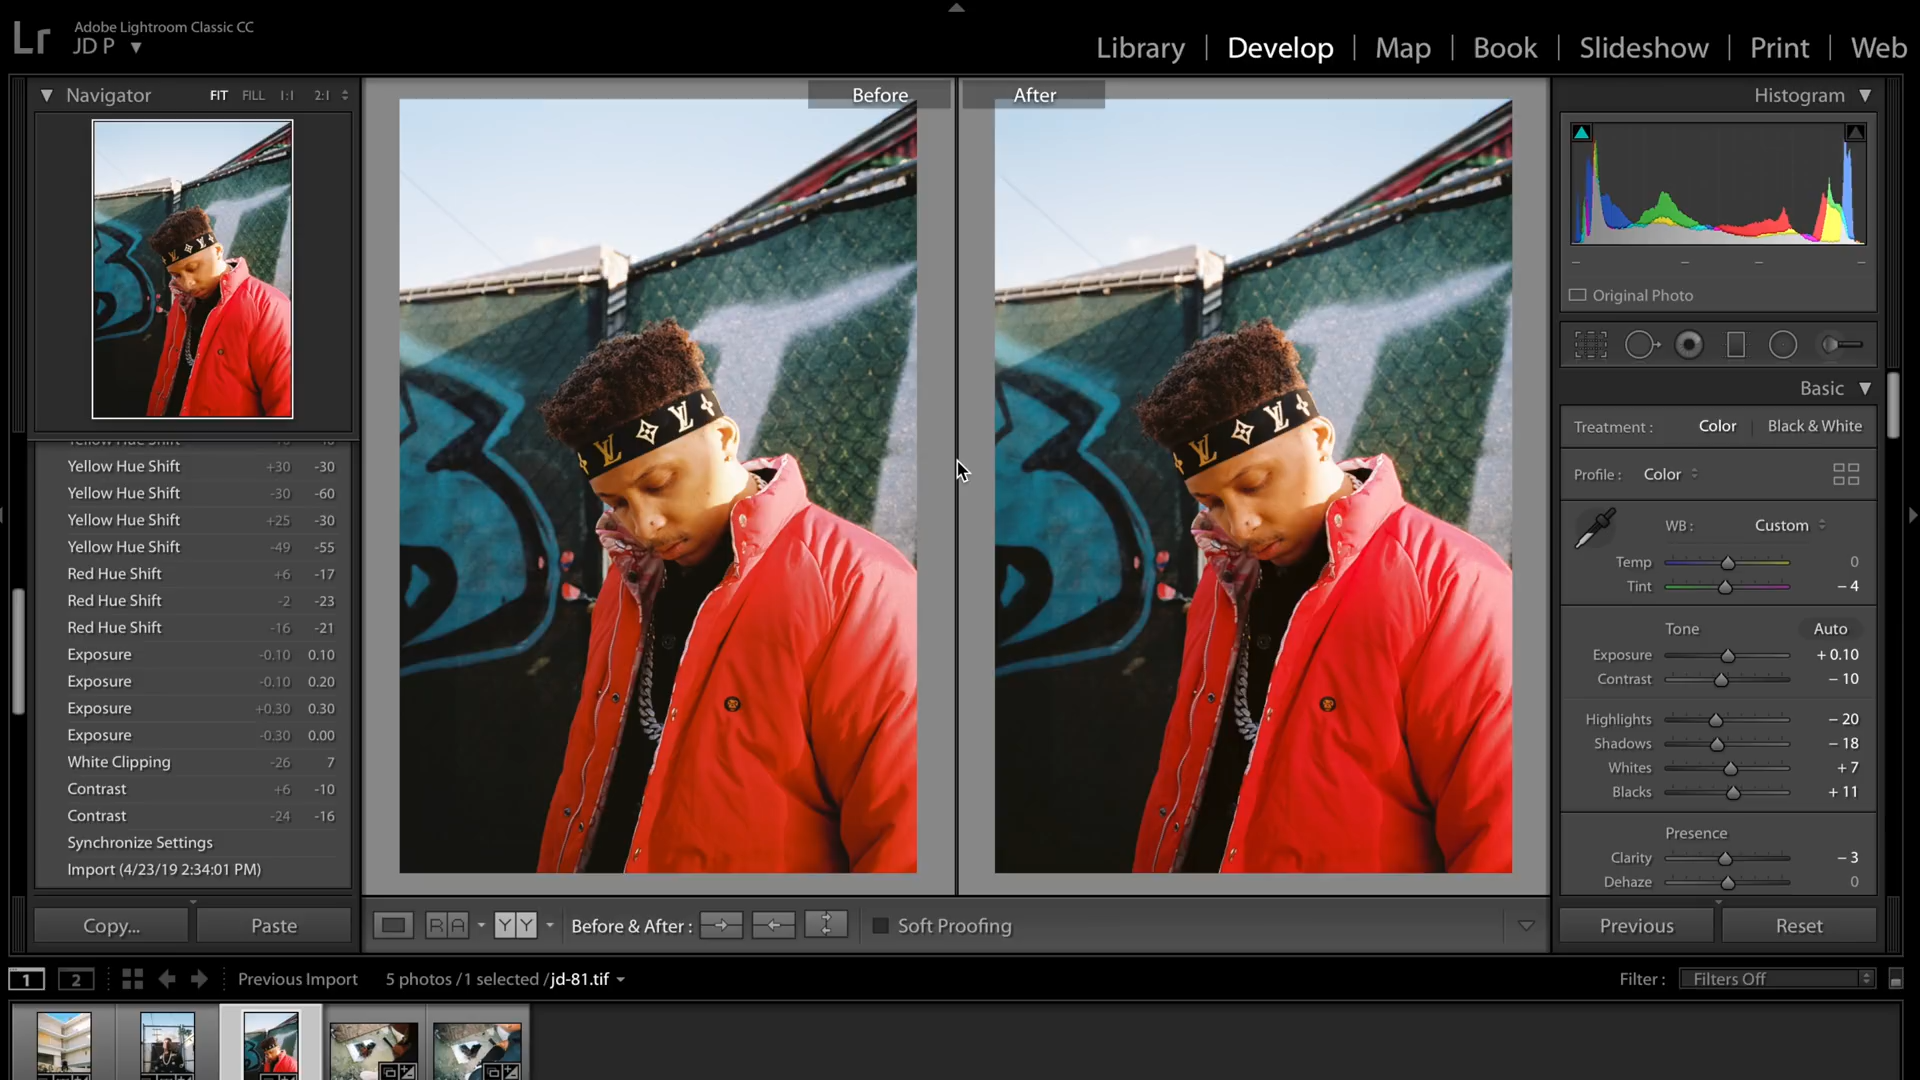 Lr
Adobe Lightroom Classic CC
JD P
Library | Develop | Map | Book | Slideshow | Print | Web
Navigator FIT FILL 1:1 2:1
Yellow Hue Shift +30 -30
Yellow Hue Shift -30 -60
Yellow Hue Shift +25 -30
Yellow Hue Shift -49 -55
Red Hue Shift +6 -17
Red Hue Shift -2 -23
Red Hue Shift -16 -21
Exposure -0.10 0.10
Exposure -0.10 0.20
Exposure +0.30 0.30
Exposure -0.30 0.00
White Clipping -26 7
Contrast +6 -10
Contrast -24 -16
Synchronize Settings
Import (4/23/19 2:34:01 PM)
Copy... Paste
Before After
LV LV
LV LV
Histogram
Original Photo
Basic
Treatment : Color | Black & White
Profile : Color
WB : Custom
Temp 0
Tint – 4
Tone Auto
Exposure + 0.10
Contrast – 10
Highlights – 20
Shadows – 18
Whites + 7
Blacks + 11
Presence
Clarity – 3
Dehaze 0
Previous Reset
R A Y Y Before & After : Soft Proofing
1 2 Previous Import 5 photos / 1 selected / jd-81.tif Filter : Filters Off